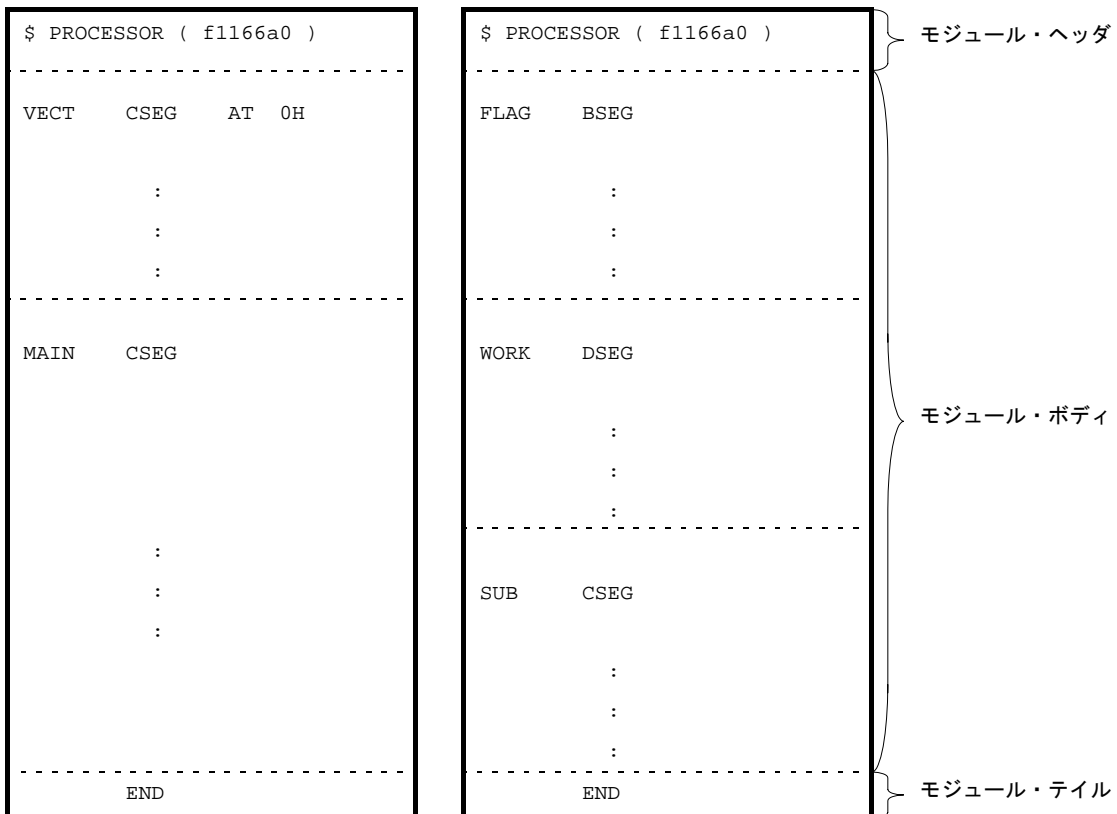 $ PROCESSOR ( f1166a0 )
VECT CSEG AT 0H
:
:
:
MAIN CSEG
:
:
:
END
$ PROCESSOR ( f1166a0 )
FLAG BSEG
:
:
:
WORK DSEG
:
:
:
SUB CSEG
:
:
:
END
モジュール・ヘッダ
モジュール・ボディ
モジュール・テイル